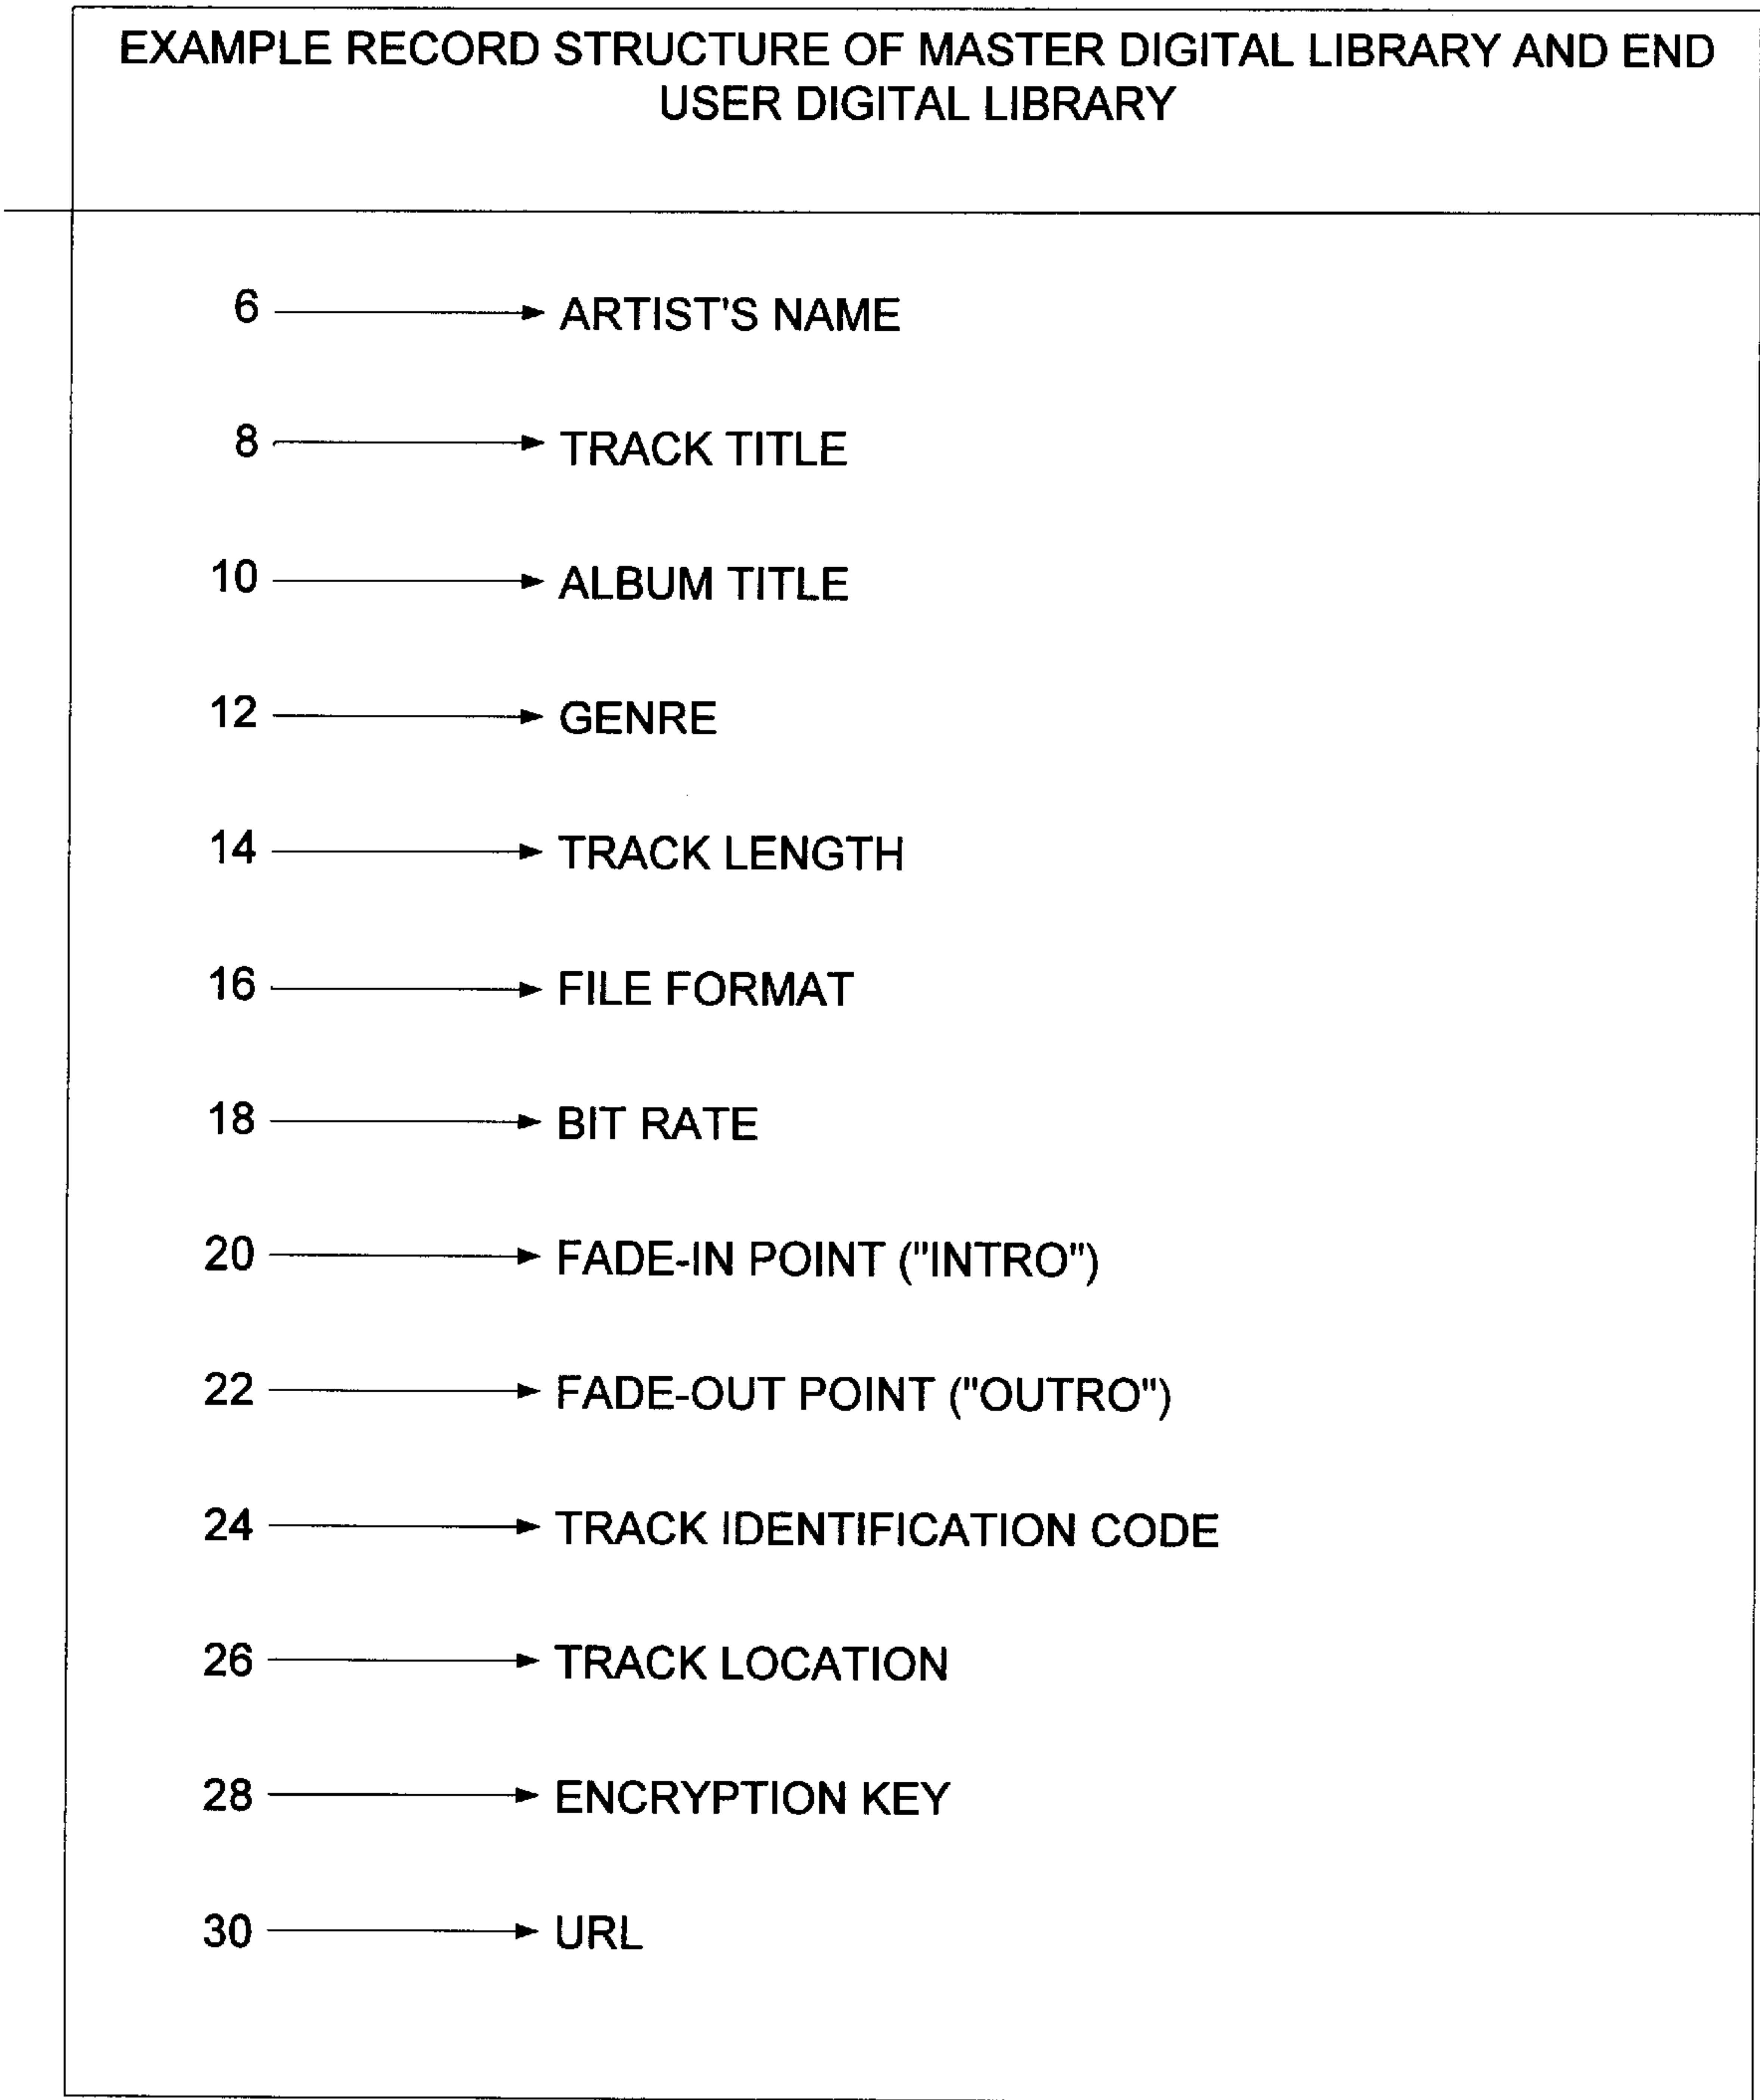 EXAMPLE RECORD STRUCTURE OF MASTER DIGITAL LIBRARY AND END
USER DIGITAL LIBRARY
6 ARTIST'S NAME
8 TRACK TITLE
10 ALBUM TITLE
12 GENRE
14 TRACK LENGTH
16 FILE FORMAT
18 BIT RATE
20 FADE-IN POINT ("INTRO")
22 FADE-OUT POINT ("OUTRO")
24 TRACK IDENTIFICATION CODE
26 TRACK LOCATION
28 ENCRYPTION KEY
30 URL